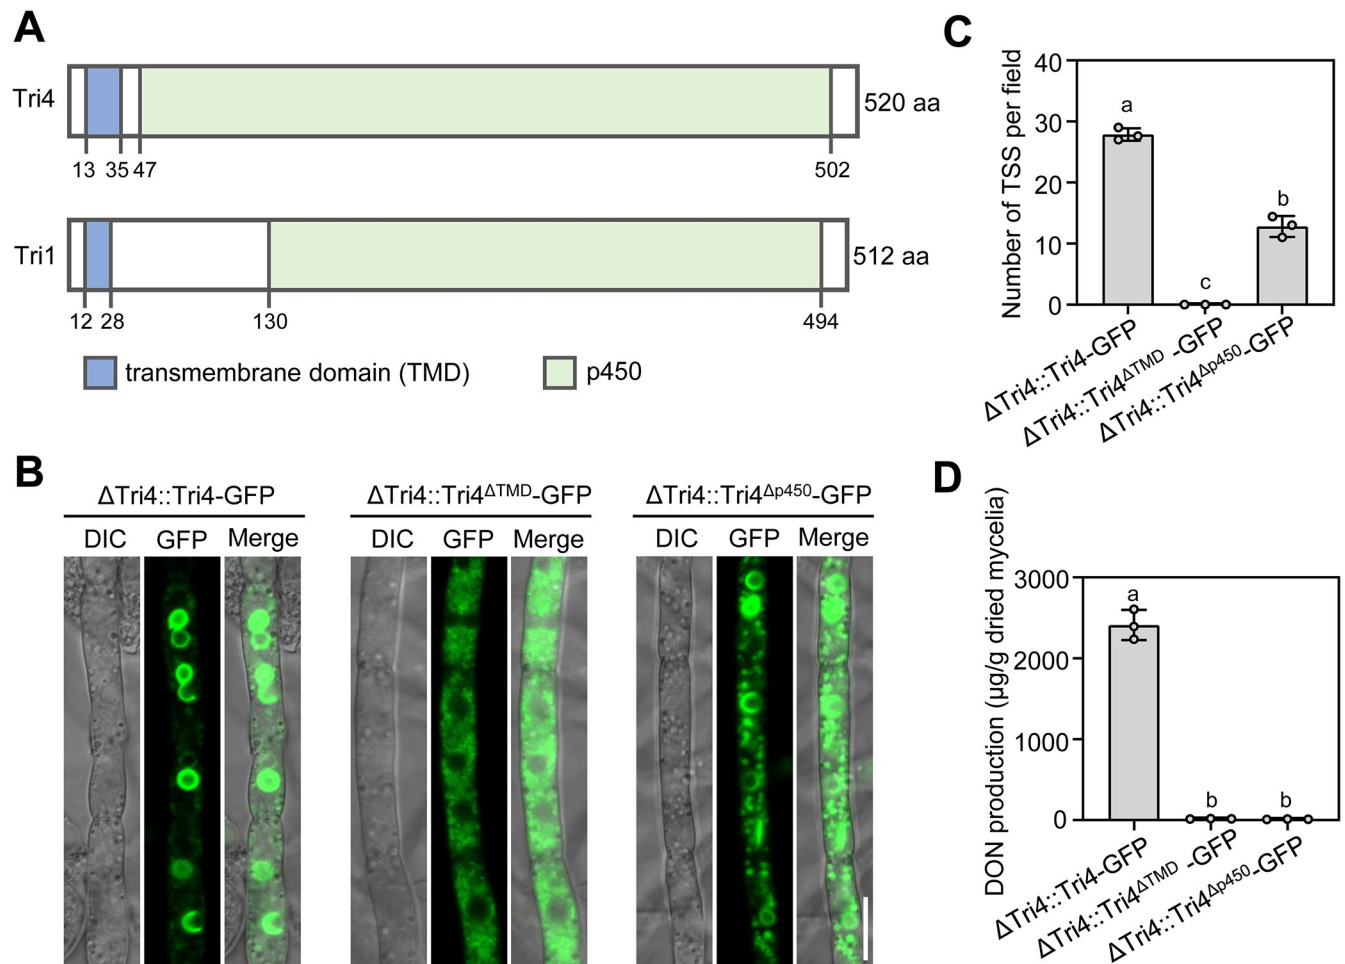 A
Tri4
520 aa
13 35 47 502
Tri1
512 aa
12 28 130 494
transmembrane domain (TMD) p450
B
ΔTri4::Tri4-GFP ΔTri4::Tri4ΔTMD-GFP ΔTri4::Tri4Δp450-GFP
DIC GFP Merge DIC GFP Merge DIC GFP Merge
C
Number of TSS per field
40
30
20
10
0
a
c
b
ΔTri4::Tri4-GFP
ΔTri4::Tri4ΔTMD -GFP
ΔTri4::Tri4Δp450-GFP
D
DON production (µg/g dried mycelia)
3000
2000
1000
0
a
b
b
ΔTri4::Tri4-GFP
ΔTri4::Tri4ΔTMD -GFP
ΔTri4::Tri4Δp450-GFP